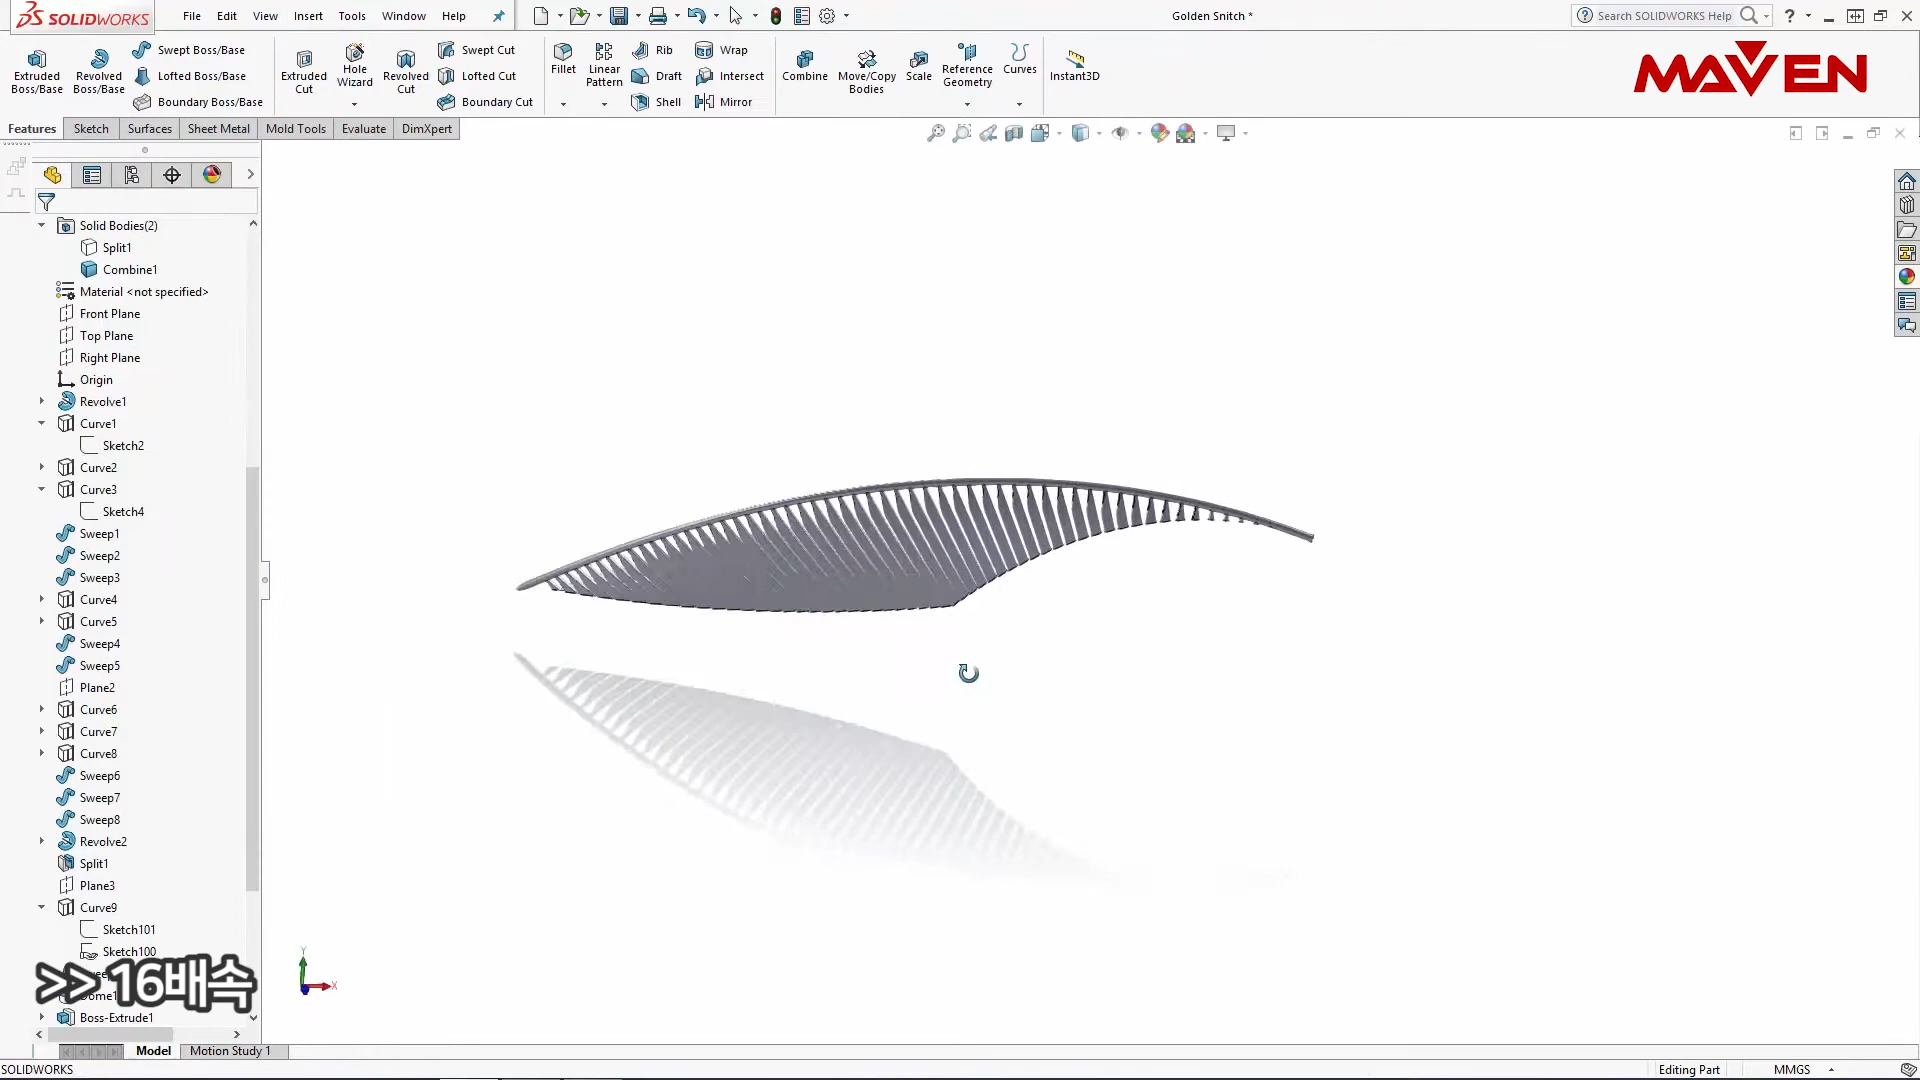 SOLIDWORKS
File Edit View Insert Tools Window Help
Golden Snitch *
Search SOLIDWORKS Help
Extruded Boss/Base
Revolved Boss/Base
Swept Boss/Base
Lofted Boss/Base
Boundary Boss/Base
Extruded Cut
Hole Wizard
Revolved Cut
Swept Cut
Lofted Cut
Boundary Cut
Fillet
Linear Pattern
Rib
Draft
Shell
Wrap
Intersect
Mirror
Combine
Move/Copy Bodies
Scale
Reference Geometry
Curves
Instant3D
MAVEN
Features Sketch Surfaces Sheet Metal Mold Tools Evaluate DimXpert
Solid Bodies(2)
Split1
Combine1
Material <not specified>
Front Plane
Top Plane
Right Plane
Origin
Revolve1
Curve1
Sketch2
Curve2
Curve3
Sketch4
Sweep1
Sweep2
Sweep3
Curve4
Curve5
Sweep4
Sweep5
Plane2
Curve6
Curve7
Curve8
Sweep6
Sweep7
Sweep8
Revolve2
Split1
Plane3
Curve9
Sketch101
Sketch100
>> 16배속
Dome1
Boss-Extrude1
Y
X
Model Motion Study 1
SOLIDWORKS
Editing Part
MMGS